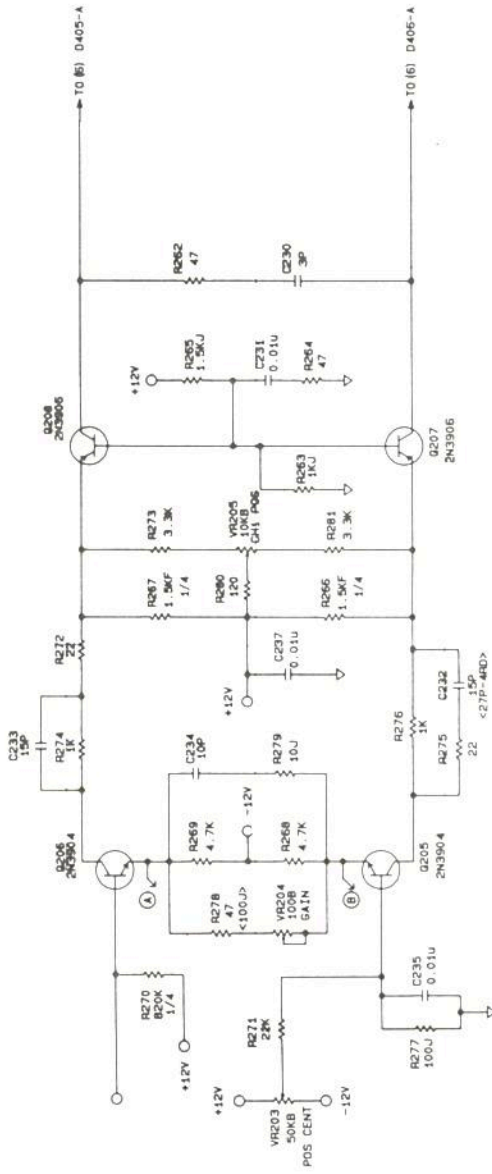 TO (6) D405-A
TO (6) D406-A
R262
47
C230
3P
+12V
R265
1.5KJ
C231
0.01u
R264
47
Q208
2N3906
R263
1KJ
Q207
2N3906
R273
3.3K
VR205
10KB
CH1 POS
R281
3.3K
R267
1.5KF
1/4
R280
120
R266
1.5KF
1/4
R272
22
C237
0.01u
+12V
C233
15P
R274
1K
R276
1K
C232
15P
<27P-4RD>
R275
22
C234
10P
R279
10J
R269
4.7K
-12V
R268
4.7K
Q206
2N3904
A
R278
47
<100J>
VR204
100B
GAIN
B
Q205
2N3904
R270
820K
1/4
+12V
R271
22K
C235
0.01u
R277
100J
+12V
VR203
50KB
POS CENT
-12V